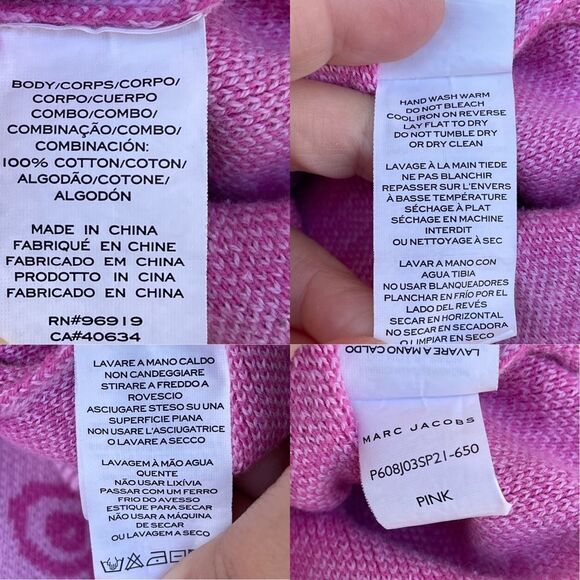 BODY/CORPS/CORPO/
CORPO/CUERPO
COMBO/COMBO/
COMBINAÇÃO/COMBO/
COMBINACIÓN:
100% COTTON/COTON/
ALGODÃO/COTONE/
ALGODÓN
MADE IN CHINA
FABRIQUÉ EN CHINE
FABRICADO EM CHINA
PRODOTTO IN CINA
FABRICADO EN CHINA
RN#96919
CA#40634
HAND WASH WARM
DO NOT BLEACH
COOL IRON ON REVERSE
LAY FLAT TO DRY
DO NOT TUMBLE DRY
OR DRY CLEAN
LAVAGE À LA MAIN TIEDE
NE PAS BLANCHIR
REPASSER SUR L'ENVERS
À BASSE TEMPÉRATURE
SÉCHAGE À PLAT
SÉCHAGE EN MACHINE
INTERDIT
OU NETTOYAGE À SEC
LAVAR A MANO CON
AGUA TIBIA
NO USAR BLANQUEADORES
PLANCHAR EN FRÍO POR EL
LADO DEL REVÉS
SECAR EN HORIZONTAL
NO SECAR EN SECADORA
O LIMPIAR EN SECO
LAVARE A MANO CALDO
NON CANDEGGIARE
STIRARE A FREDDO A
ROVESCIO
ASCIUGARE STESO SU UNA
SUPERFICIE PIANA
NON USARE L'ASCIUGATRICE
O LAVARE A SECCO
LAVAGEM À MÃO AGUA
QUENTE
NÃO USAR LIXÍVIA
PASSAR COM UM FERRO
FRIO DO AVESSO
ESTIQUE PARA SECAR
NÃO USAR A MÁQUINA
DE SECAR
OU LIMPAR A SECO
LAVARE A MANO CALDO
MARC JACOBS
P608J03SP21-650
PINK